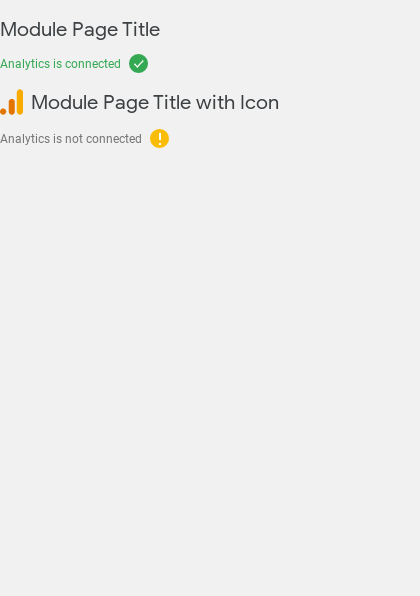 Module Page Title
Analytics is connected
Module Page Title with Icon
Analytics is not connected